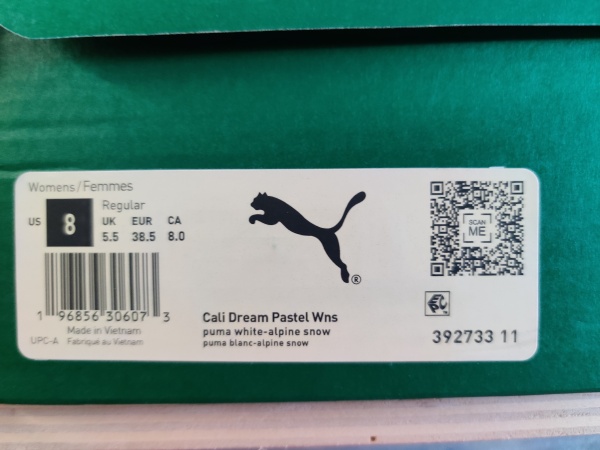 Womens/Femmes
Regular
US 8 UK EUR CA
5.5 38.5 8.0
1 96856 30607 3
Made in Vietnam
UPC-A Fabriqué au Vietnam
®
Cali Dream Pastel Wns
puma white-alpine snow
puma blanc-alpine snow
SCAN
ME
392733 11